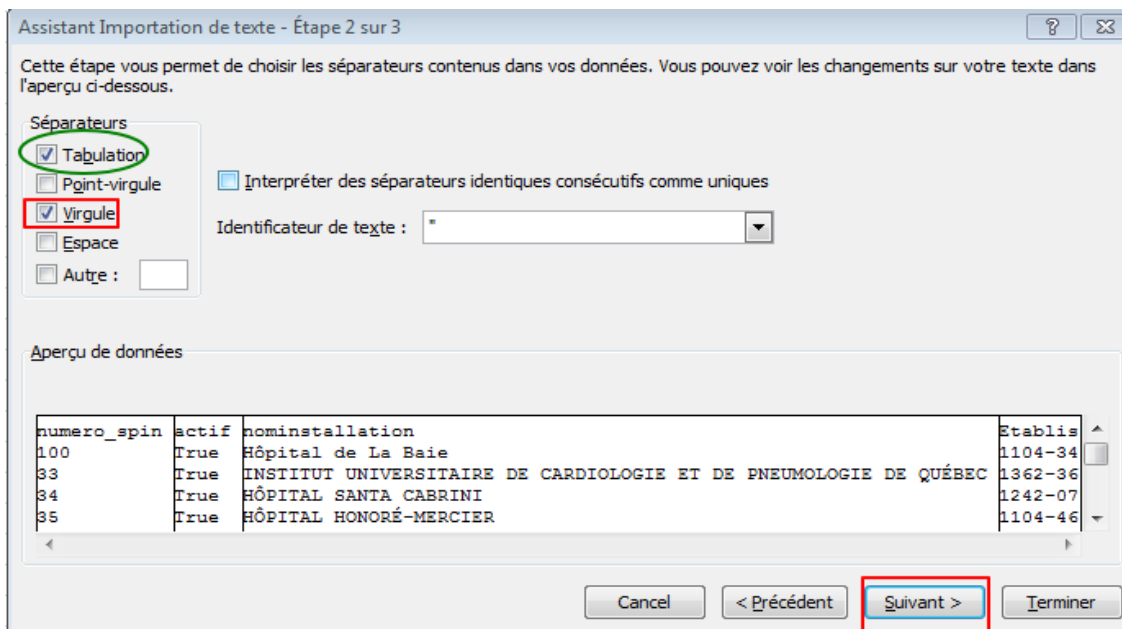 Assistant Importation de texte - Étape 2 sur 3
Cette étape vous permet de choisir les séparateurs contenus dans vos données. Vous pouvez voir les changements sur votre texte dans
l'aperçu ci-dessous.
Séparateurs
Tabulation
Point-virgule
Interpréter des séparateurs identiques consécutifs comme uniques
Virgule
Identificateur de texte : "
Espace
Autre :
Aperçu de données
numero_spin actif nominstallation Etablis
100 True Hôpital de La Baie 1104-34
33 True INSTITUT UNIVERSITAIRE DE CARDIOLOGIE ET DE PNEUMOLOGIE DE QUÉBEC 1362-36
34 True HÔPITAL SANTA CABRINI 1242-07
35 True HÔPITAL HONORÉ-MERCIER 1104-46
Cancel < Précédent Suivant > Terminer